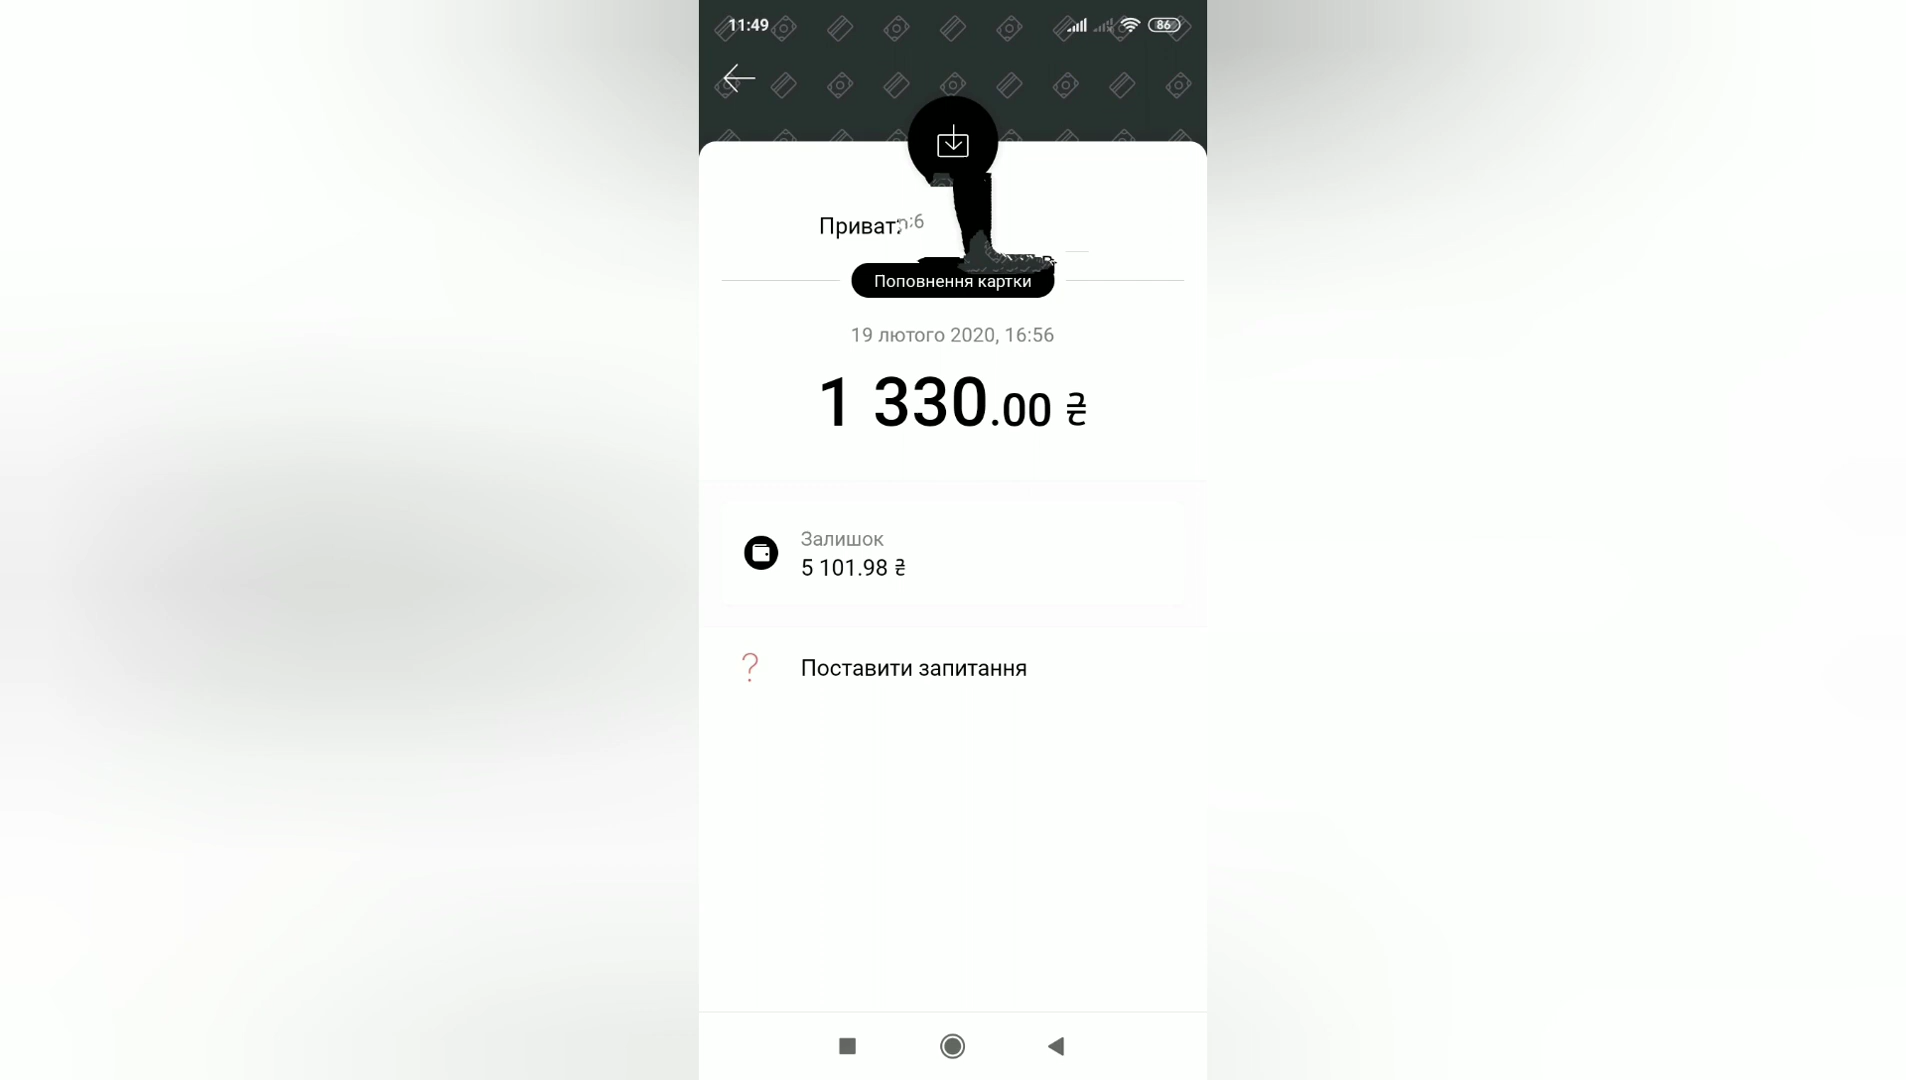 11:49
86
Приват:
Поповнення картки
19 лютого 2020, 16:56
1 330.00 ₴
Залишок
5 101.98 ₴
?
Поставити запитання